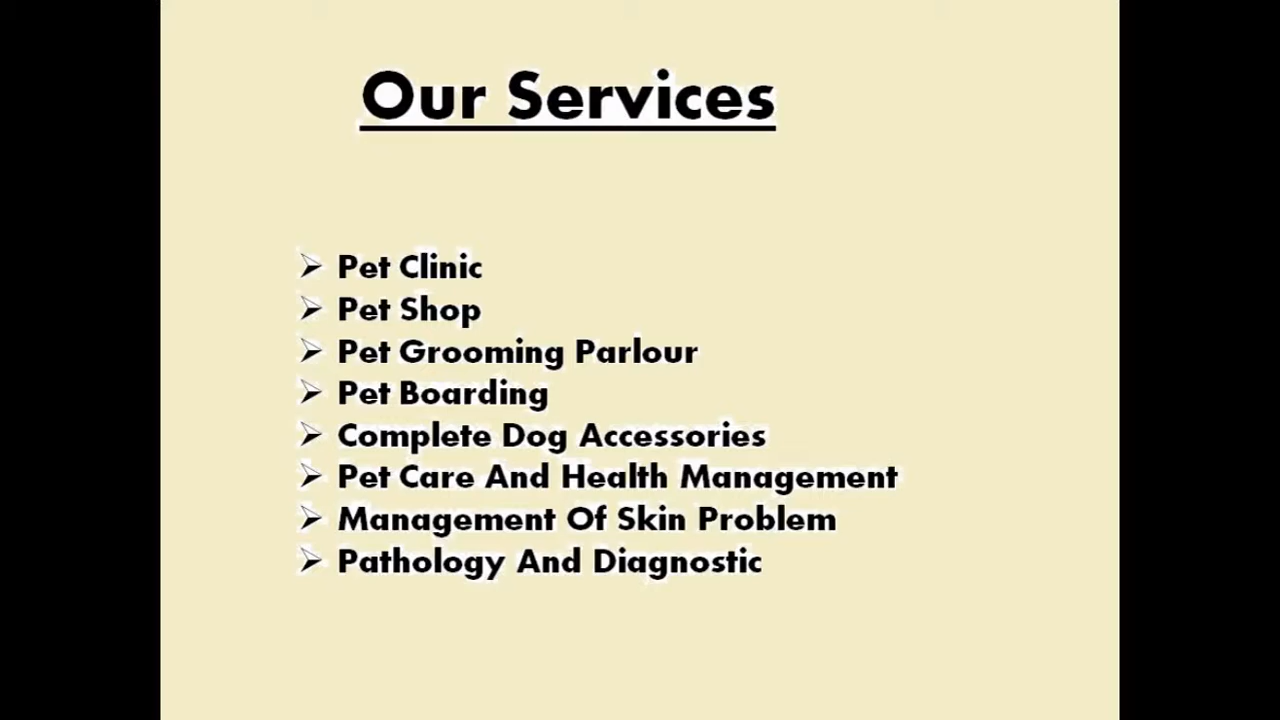 Our Services
➢ Pet Clinic
➢ Pet Shop
➢ Pet Grooming Parlour
➢ Pet Boarding
➢ Complete Dog Accessories
➢ Pet Care And Health Management
➢ Management Of Skin Problem
➢ Pathology And Diagnostic